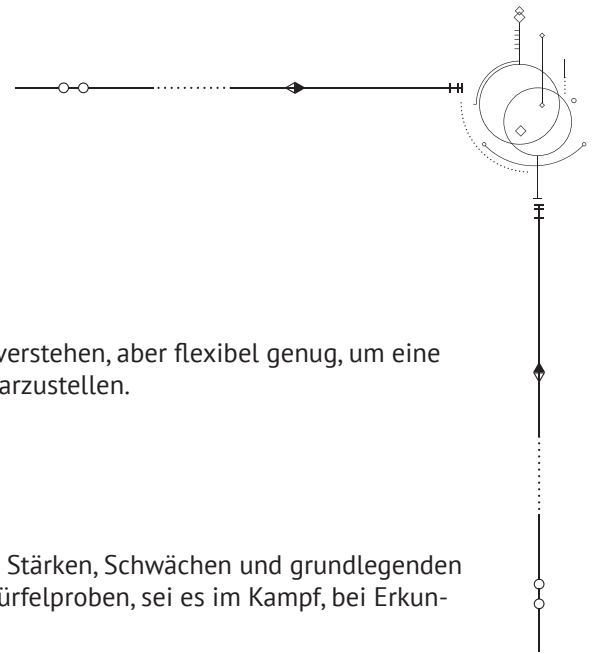 verstehen, aber flexibel genug, um eine
arzustellen.
Stärken, Schwächen und grundlegenden
ürfelproben, sei es im Kampf, bei Erkun-